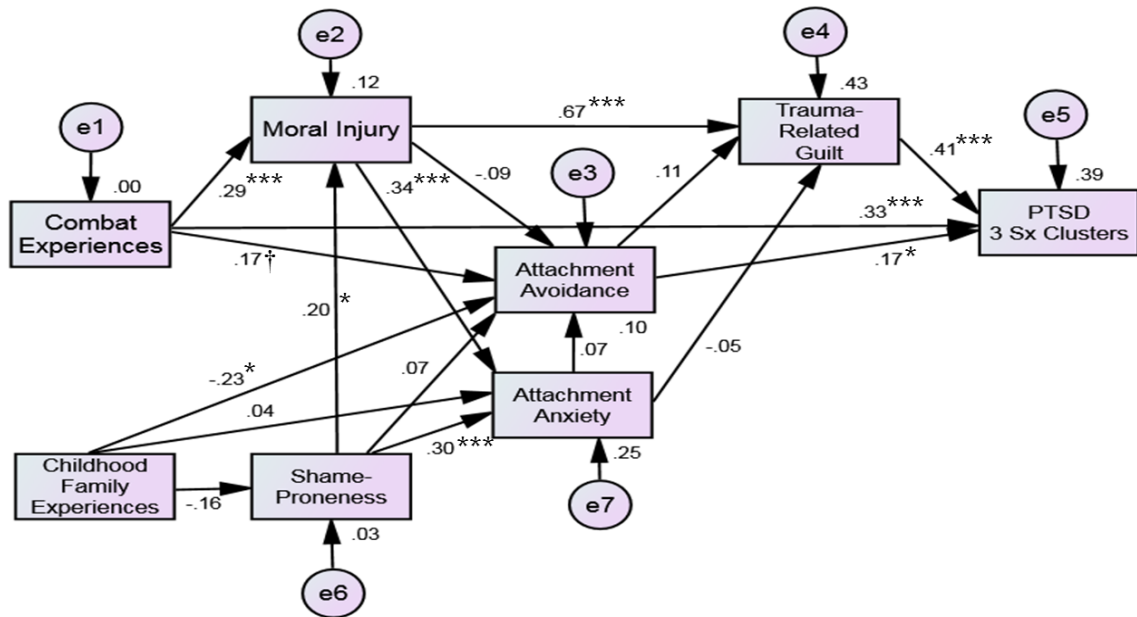 e2
e4
.12
.43
e1
Moral Injury
.67***
Trauma-
Related
Guilt
e5
.00
.29***
.34***
-.09
e3
.11
.41***
.39
Combat
Experiences
.33***
PTSD
3 Sx Clusters
.17†
Attachment
Avoidance
.17*
.20*
.10
-.23*
.07
.07
-.05
.04
Attachment
Anxiety
.30***
.25
Childhood
Family
Experiences
-.16
Shame-
Proneness
e7
.03
e6